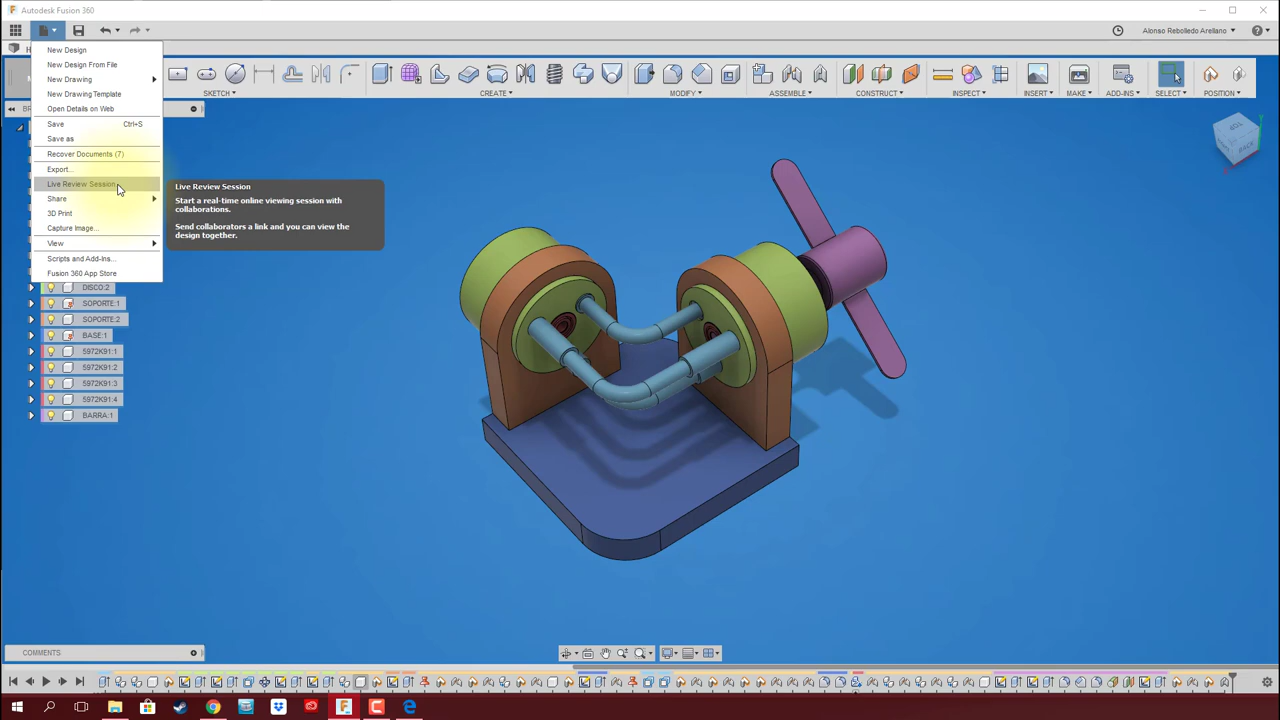 Autodesk Fusion 360
Alonso Rebolledo Arellano
H
New Design
New Design From File
New Drawing
New Drawing Template
Open Details on Web
Save Ctrl+S
Save as
Recover Documents (7)
Export...
Live Review Session
Share
3D Print
Capture Image...
View
Scripts and Add-Ins...
Fusion 360 App Store
Live Review Session
Start a real-time online viewing session with
collaborations.
Send collaborators a link and you can view the
design together.
M
SKETCH CREATE MODIFY ASSEMBLE CONSTRUCT INSPECT INSERT MAKE ADD-INS SELECT POSITION
BR
TOP
BACK
DISCO:2
SOPORTE:1
SOPORTE:2
BASE:1
5972K91:1
5972K91:2
5972K91:3
5972K91:4
BARRA:1
COMMENTS